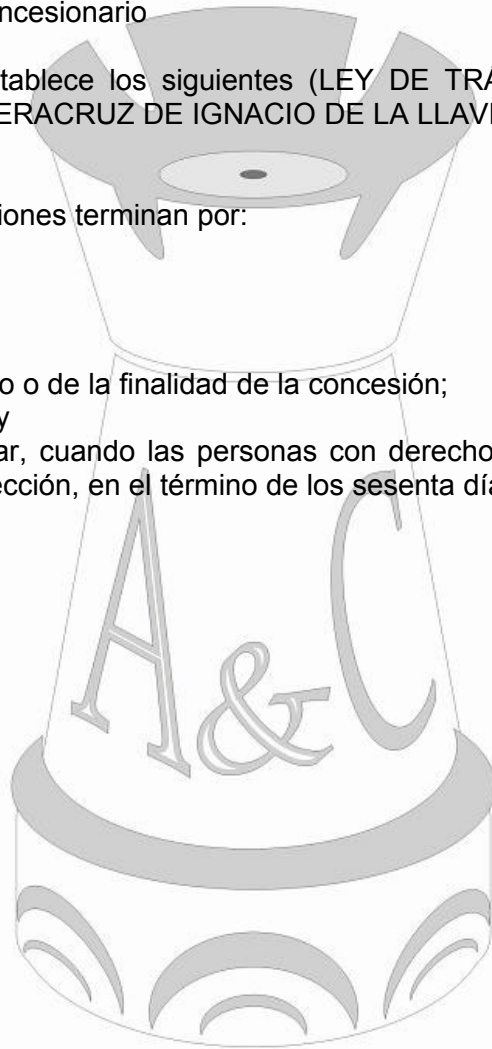 ncesionario
tablece los siguientes (LEY DE TRÁ
ERACRUZ DE IGNACIO DE LA LLAV
iones terminan por:
o o de la finalidad de la concesión;
y
ar, cuando las personas con derecho
ección, en el término de los sesenta día
A&C